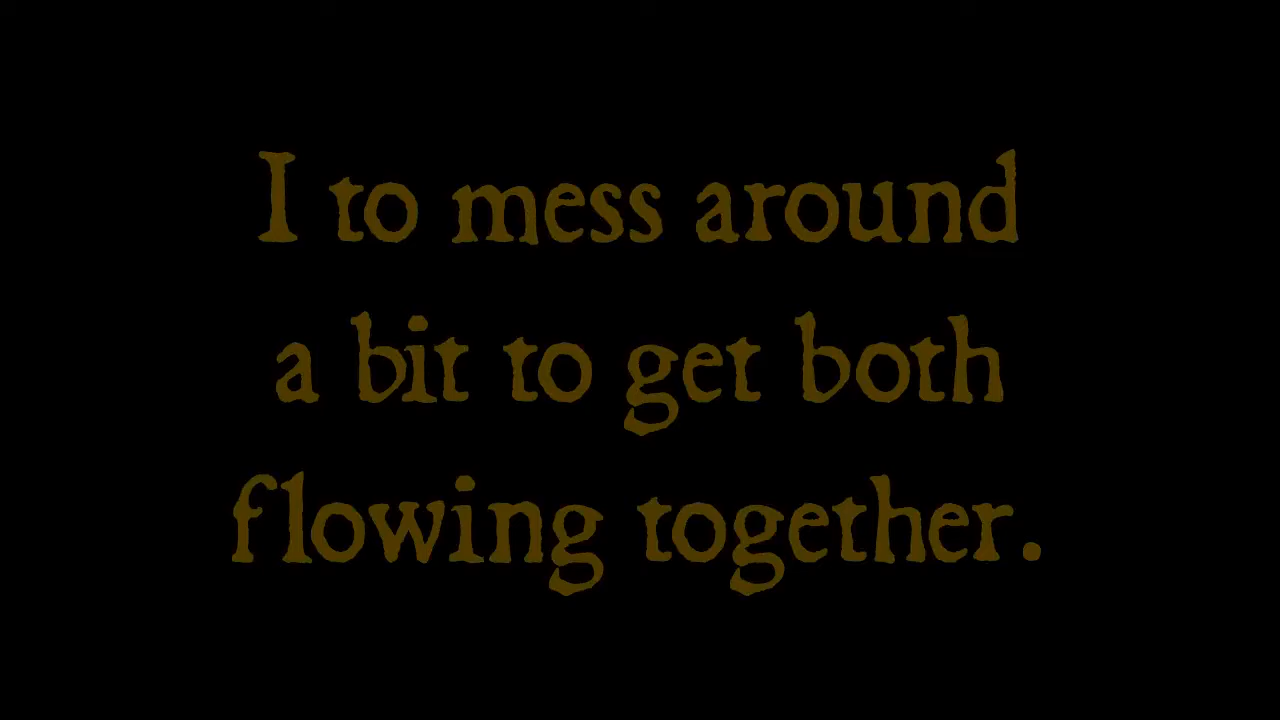 I to mess around
a bit to get both
flowing together.